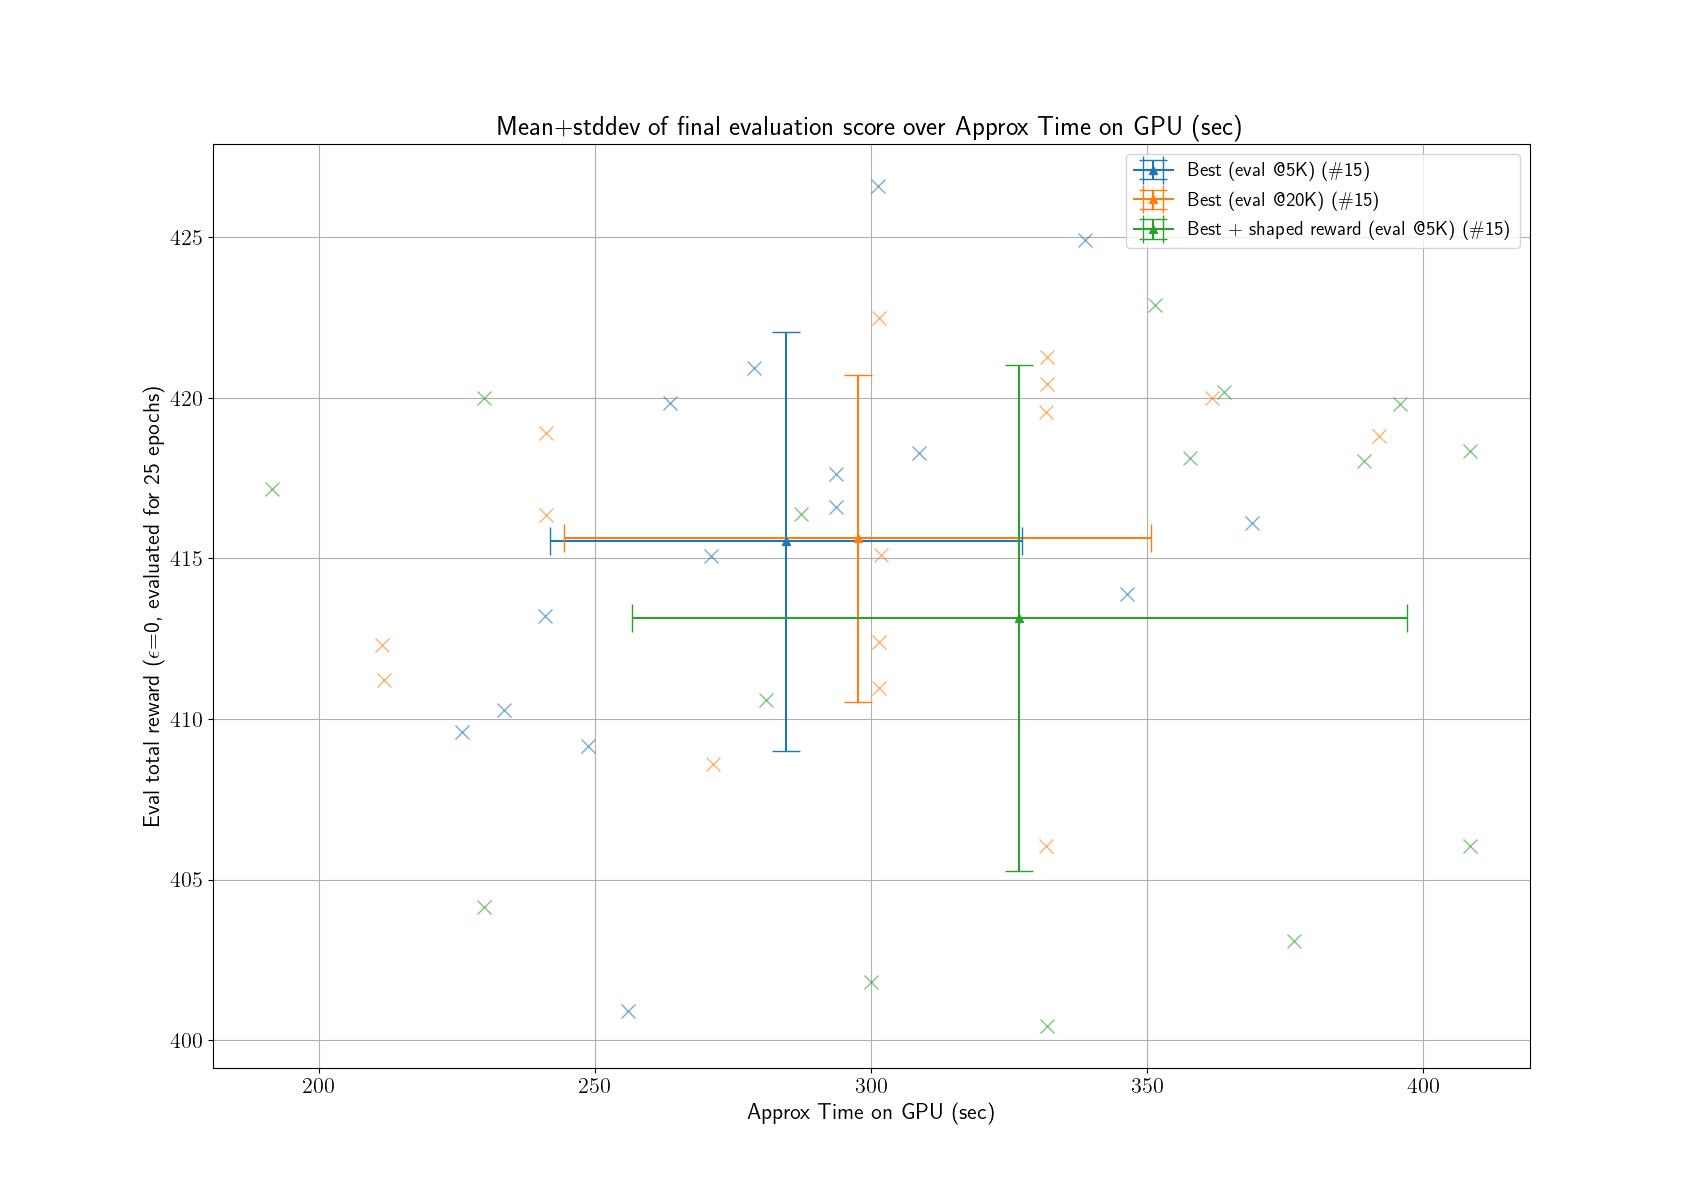 Mean+stddev of final evaluation score over Approx Time on GPU (sec)
Best (eval @5K) (#15)
Best (eval @20K) (#15)
Best + shaped reward (eval @5K) (#15)
Eval total reward (ϵ=0, evaluated for 25 epochs)
425
420
415
410
405
400
200 250 300 350 400
Approx Time on GPU (sec)